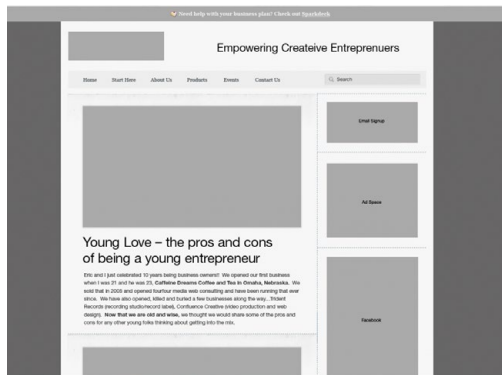 Need help with your business plan? Check out Sparkdesk
Empowering Createive Entreprenuers
Home Start Here About Us Products Events Contact Us Search
Email Signup
Ad Space
Young Love – the pros and cons
of being a young entrepreneur
Eric and I just celebrated 10 years being business owners!! We opened our first business
when I was 21 and he was 23, Caffeine Dreams Coffee and Tea in Omaha, Nebraska. We
sold that in 2005 and opened fourfour media web consulting and have been running that ever
since. We have also opened, killed and buried a few businesses along the way...Trident
Records (recording studio/record label), Confluence Creative (video production and web
design). Now that we are old and wise, we thought we would share some of the pros and
cons for any other young folks thinking about getting into the mix.
Facebook